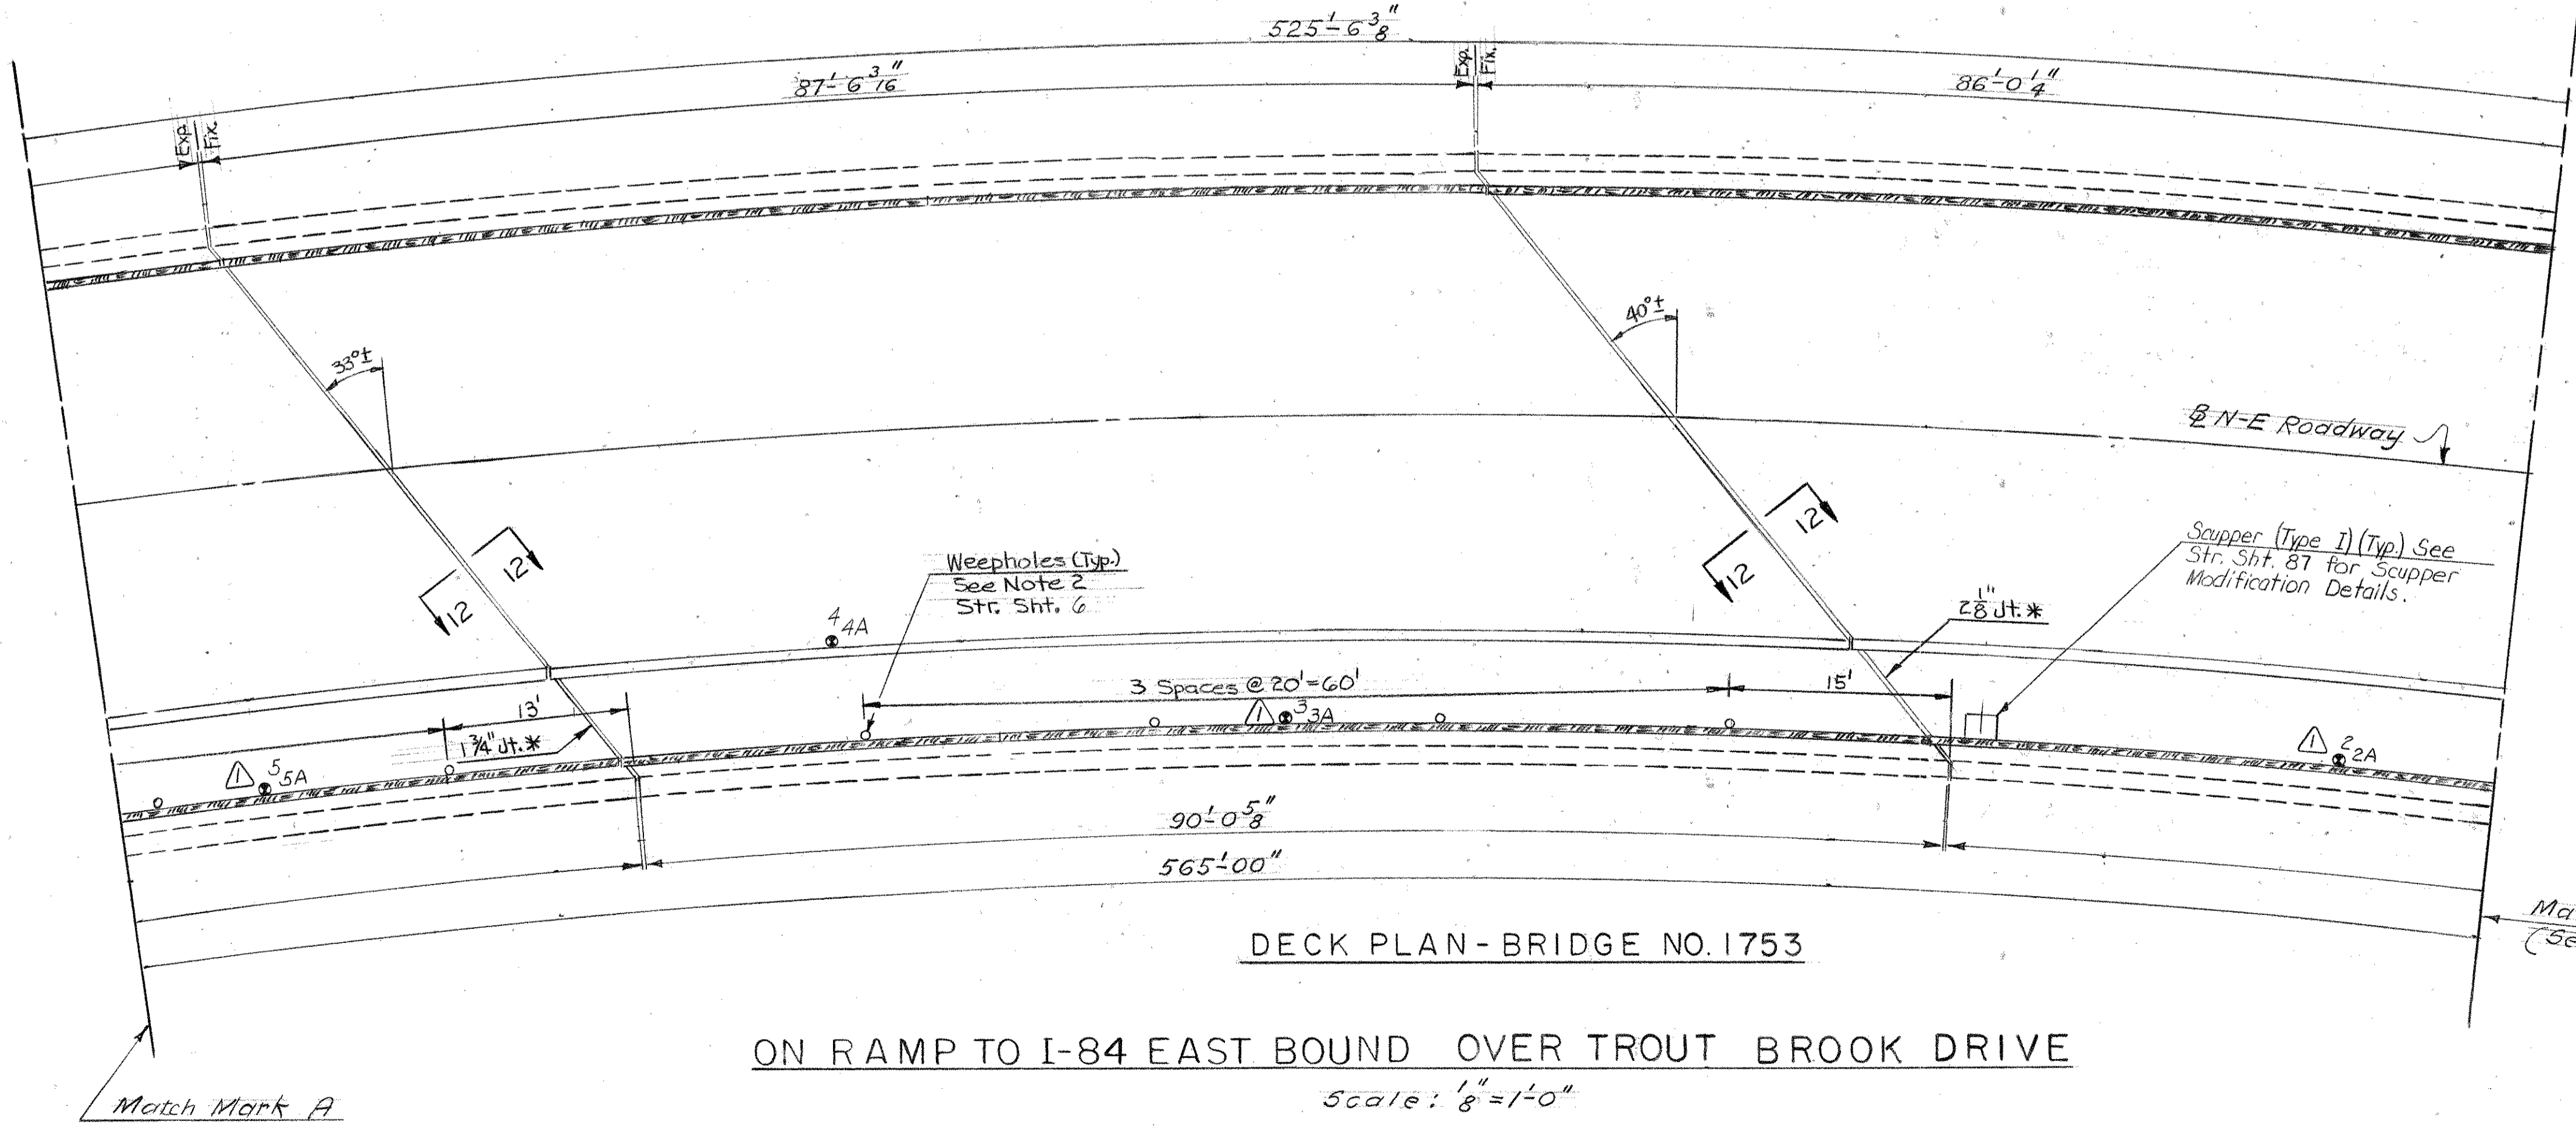 525'-6 3/8"
87'-6 3/16"
Exp.
Fix.
86'-0 1/4"
Exp.
Fix.
33°±
40°±
℄ N-E Roadway
12
12
12
12
Weepholes (Typ.)
See Note 2
Str. Sht. 6
Scupper (Type I) (Typ.) See
Str. Sht. 87 for Scupper
Modification Details.
2 1/8" Jt. *
4 4A
3 Spaces @ 20'=60'
15'
13'
1 3/4" Jt. *
1 3 3A
1 2 2A
1 5 5A
90'-0 5/8"
565'-00"
DECK PLAN-BRIDGE NO. 1753
ON RAMP TO I-84 EAST BOUND OVER TROUT BROOK DRIVE
Scale: 1/8"=1'-0"
Match Mark A